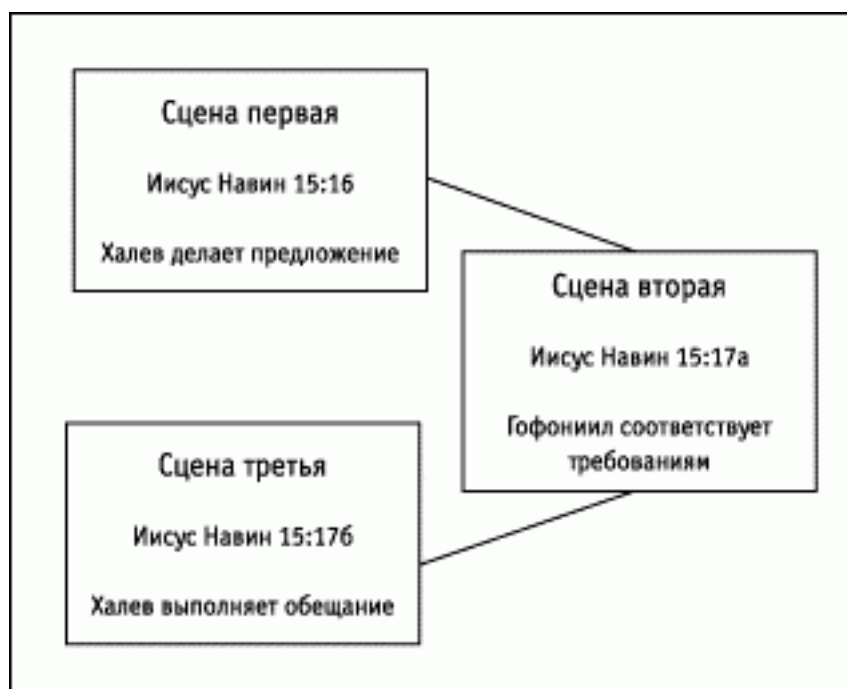 Сцена первая
Иисус Навин 15:16
Халев делает предложение
Сцена вторая
Иисус Навин 15:17а
Гофониил соответствует
требованиям
Сцена третья
Иисус Навин 15:17б
Халев выполняет обещание